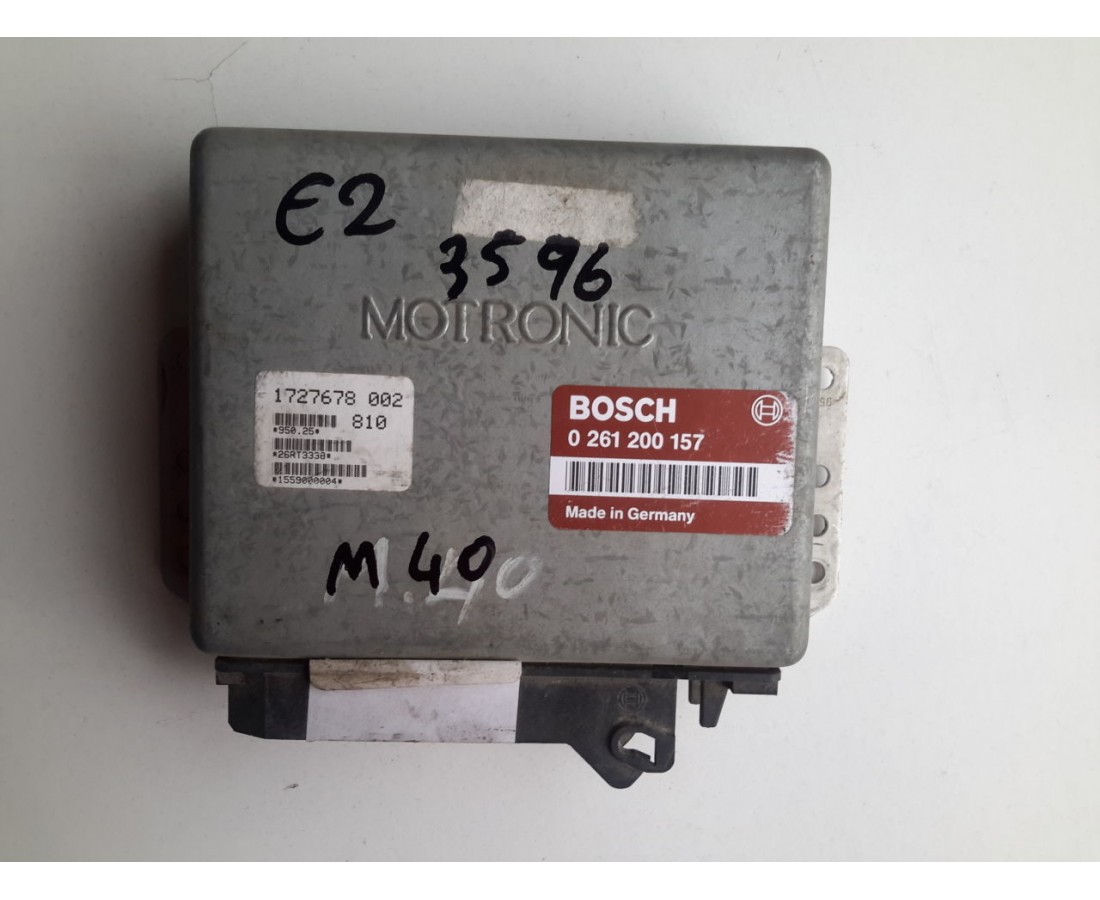 E2
3596
MOTRONIC
1727678 002
810
*950.25*
*26RT3338*
*1559000004*
BOSCH
0 261 200 157
Made in Germany
M 40
M.40